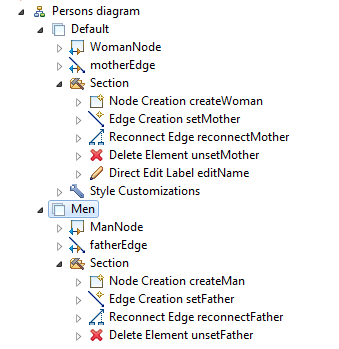 Persons diagram
Default
WomanNode
motherEdge
Section
Node Creation createWoman
Edge Creation setMother
Reconnect Edge reconnectMother
Delete Element unsetMother
Direct Edit Label editName
Style Customizations
Men
ManNode
fatherEdge
Section
Node Creation createMan
Edge Creation setFather
Reconnect Edge reconnectFather
Delete Element unsetFather